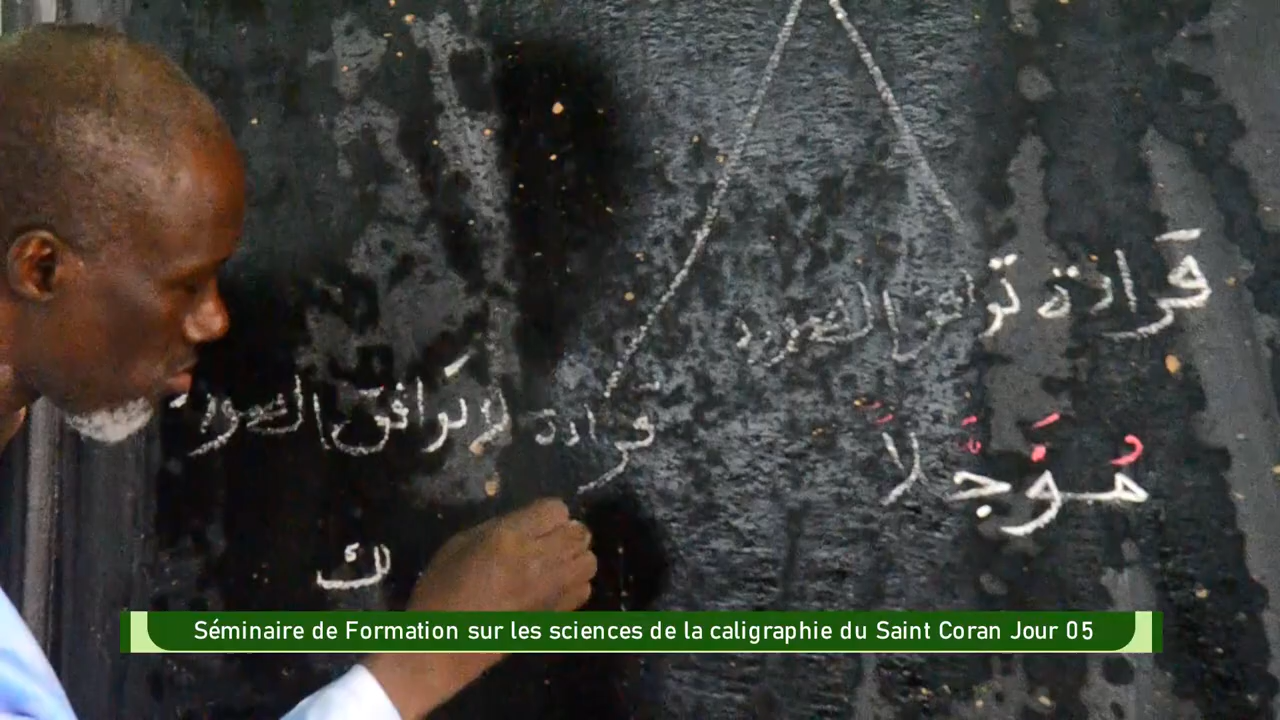 قراءة توافق الصورة
قراءة لا توافق الصورة
مُؤَجَّلاً
ك
Séminaire de Formation sur les sciences de la caligraphie du Saint Coran Jour 05